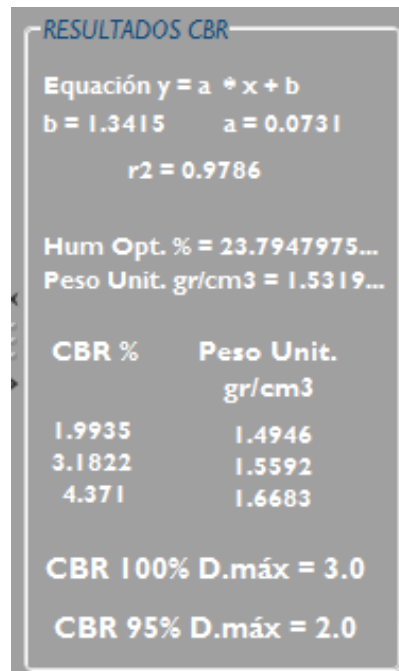 RESULTADOS CBR
Equación y = a * x + b
b = 1.3415 a = 0.0731
r2 = 0.9786
Hum Opt. % = 23.7947975...
Peso Unit. gr/cm3 = 1.5319...
CBR % Peso Unit.
gr/cm3
1.9935 1.4946
3.1822 1.5592
4.371 1.6683
CBR 100% D.máx = 3.0
CBR 95% D.máx = 2.0